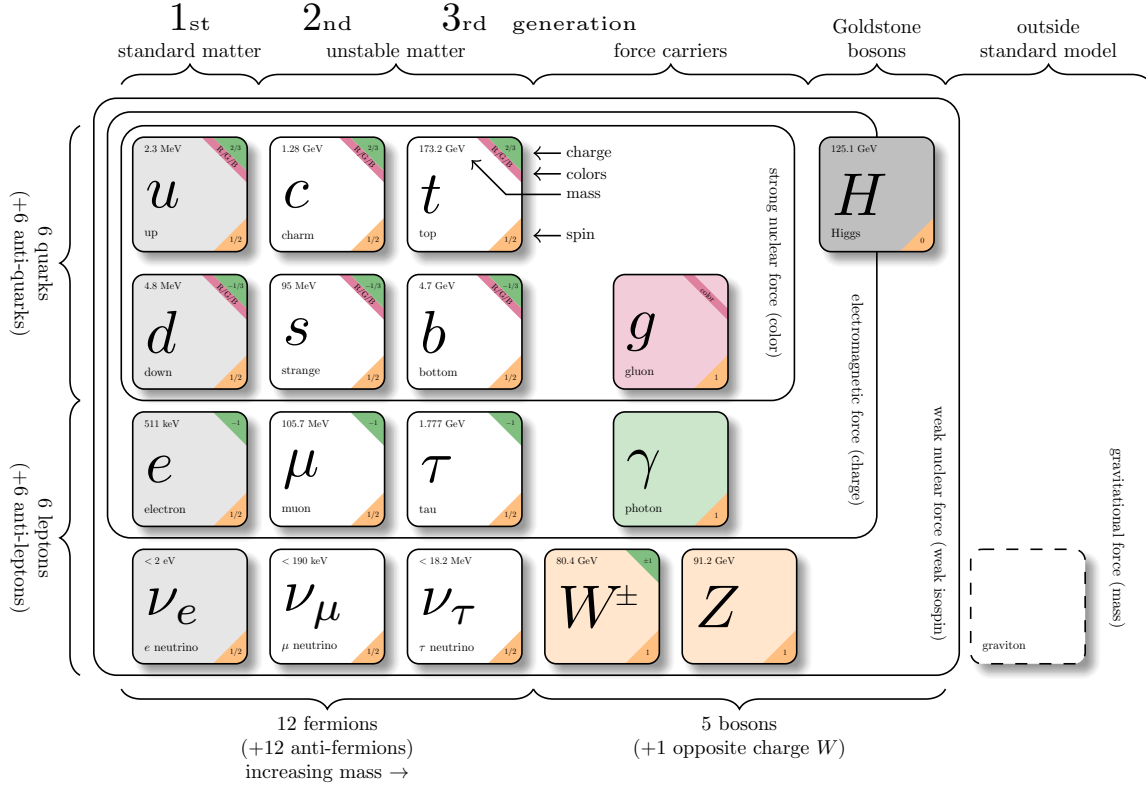 1st 2nd 3rd generation
standard matter
unstable matter
force carriers
Goldstone
bosons
outside
standard model
6 quarks
(+6 anti-quarks)
6 leptons
(+6 anti-leptons)
2.3 MeV
2/3
R/G/B
u
up
1/2
1.28 GeV
2/3
R/G/B
c
charm
1/2
173.2 GeV
2/3
R/G/B
t
top
1/2
charge
colors
mass
spin
125.1 GeV
H
Higgs
0
4.8 MeV
−1/3
R/G/B
d
down
1/2
95 MeV
−1/3
R/G/B
s
strange
1/2
4.7 GeV
−1/3
R/G/B
b
bottom
1/2
color
g
gluon
1
strong nuclear force (color)
511 keV
−1
e
electron
1/2
105.7 MeV
−1
μ
muon
1/2
1.777 GeV
−1
τ
tau
1/2
γ
photon
1
electromagnetic force (charge)
< 2 eV
νe
e neutrino
1/2
< 190 keV
νμ
μ neutrino
1/2
< 18.2 MeV
ντ
τ neutrino
1/2
80.4 GeV
±1
W±
1
91.2 GeV
Z
1
weak nuclear force (weak isospin)
graviton
gravitational force (mass)
12 fermions
(+12 anti-fermions)
increasing mass →
5 bosons
(+1 opposite charge W)